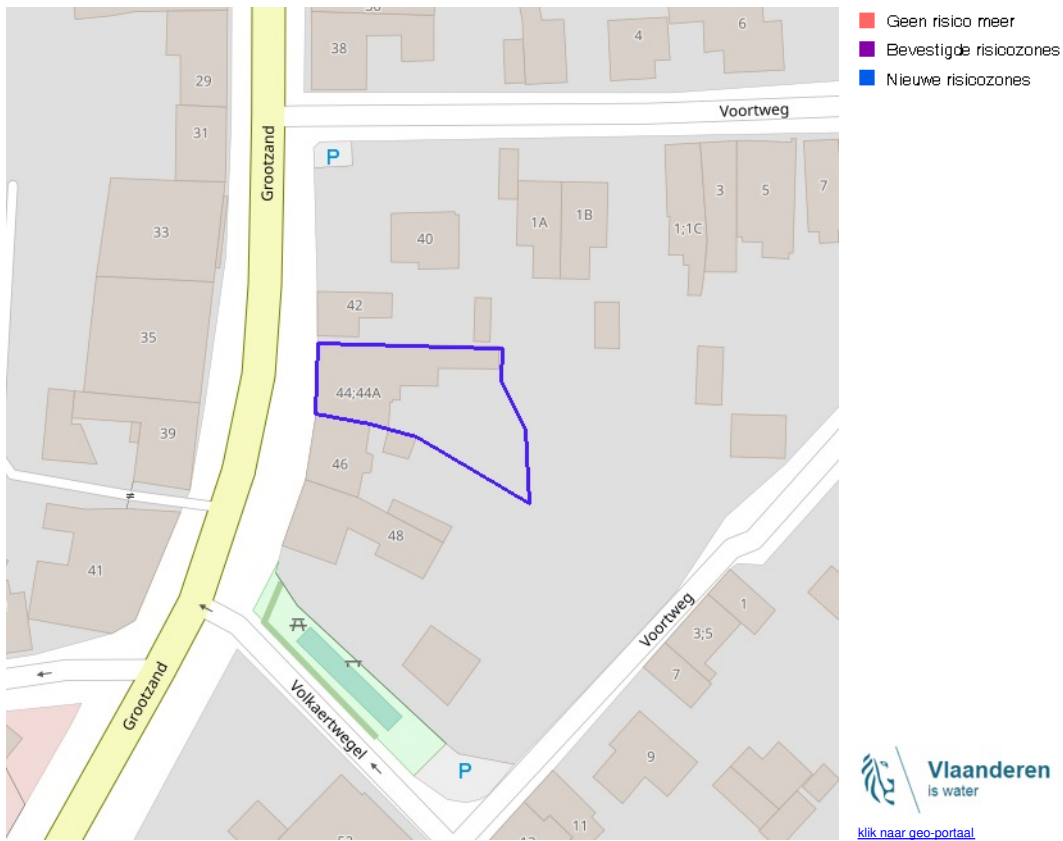 Geen risico meer
Bevestigde risicozones
Nieuwe risicozones
38
4
6
29
31
Grootzand
Voortweg
P
33
40
1A
1B
1;1C
3
5
7
35
42
44;44A
39
46
48
41
Voortweg
1
3;5
7
Grootzand
Volkaertwegel
P
9
11
Vlaanderen
is water
klik naar geo-portaal